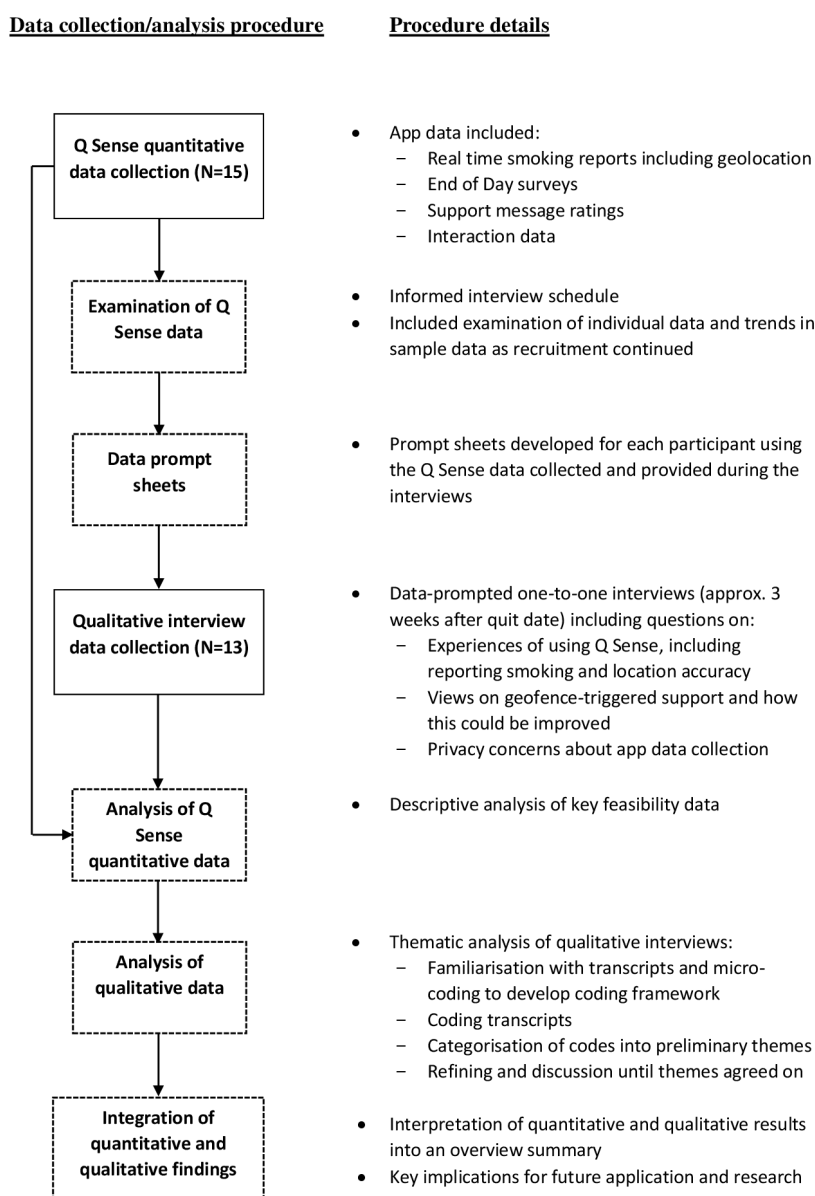 Data collection/analysis procedure
Procedure details
Q Sense quantitative
data collection (N=15)
• App data included:
– Real time smoking reports including geolocation
– End of Day surveys
– Support message ratings
– Interaction data
Examination of Q
Sense data
• Informed interview schedule
• Included examination of individual data and trends in
sample data as recruitment continued
Data prompt
sheets
• Prompt sheets developed for each participant using
the Q Sense data collected and provided during the
interviews
Qualitative interview
data collection (N=13)
• Data-prompted one-to-one interviews (approx. 3
weeks after quit date) including questions on:
– Experiences of using Q Sense, including
reporting smoking and location accuracy
– Views on geofence-triggered support and how
this could be improved
– Privacy concerns about app data collection
Analysis of Q
Sense
quantitative data
• Descriptive analysis of key feasibility data
Analysis of
qualitative data
• Thematic analysis of qualitative interviews:
– Familiarisation with transcripts and micro-
coding to develop coding framework
– Coding transcripts
– Categorisation of codes into preliminary themes
– Refining and discussion until themes agreed on
Integration of
quantitative and
qualitative findings
• Interpretation of quantitative and qualitative results
into an overview summary
• Key implications for future application and research